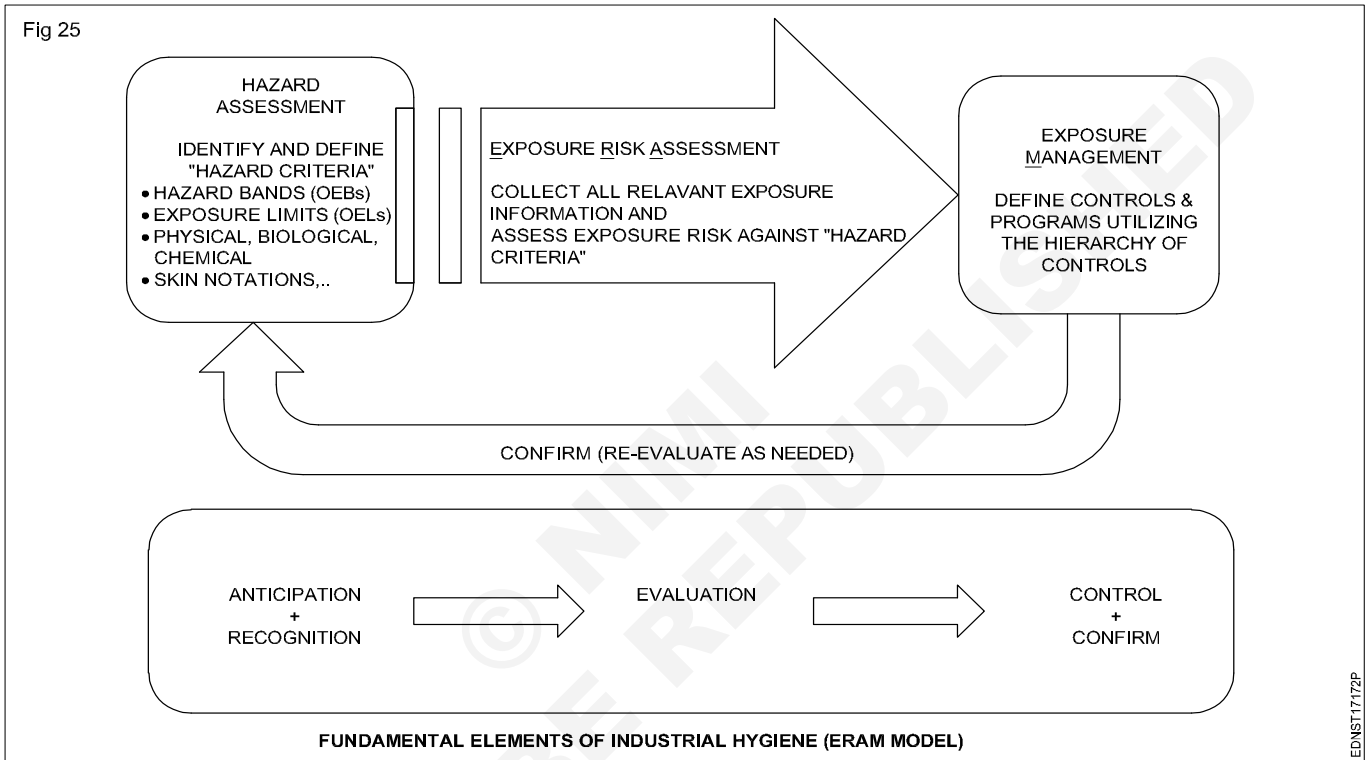 Fig 25
HAZARD
ASSESSMENT
IDENTIFY AND DEFINE
"HAZARD CRITERIA"
• HAZARD BANDS (OEBs)
• EXPOSURE LIMITS (OELs)
• PHYSICAL, BIOLOGICAL,
CHEMICAL
• SKIN NOTATIONS,..
EXPOSURE RISK ASSESSMENT
COLLECT ALL RELAVANT EXPOSURE
INFORMATION AND
ASSESS EXPOSURE RISK AGAINST "HAZARD
CRITERIA"
EXPOSURE
MANAGEMENT
DEFINE CONTROLS &
PROGRAMS UTILIZING
THE HIERARCHY OF
CONTROLS
CONFIRM (RE-EVALUATE AS NEEDED)
ANTICIPATION
+
RECOGNITION
EVALUATION
CONTROL
+
CONFIRM
FUNDAMENTAL ELEMENTS OF INDUSTRIAL HYGIENE (ERAM MODEL)
EDNST17172P
© NIMI
BE REPUBLISHED